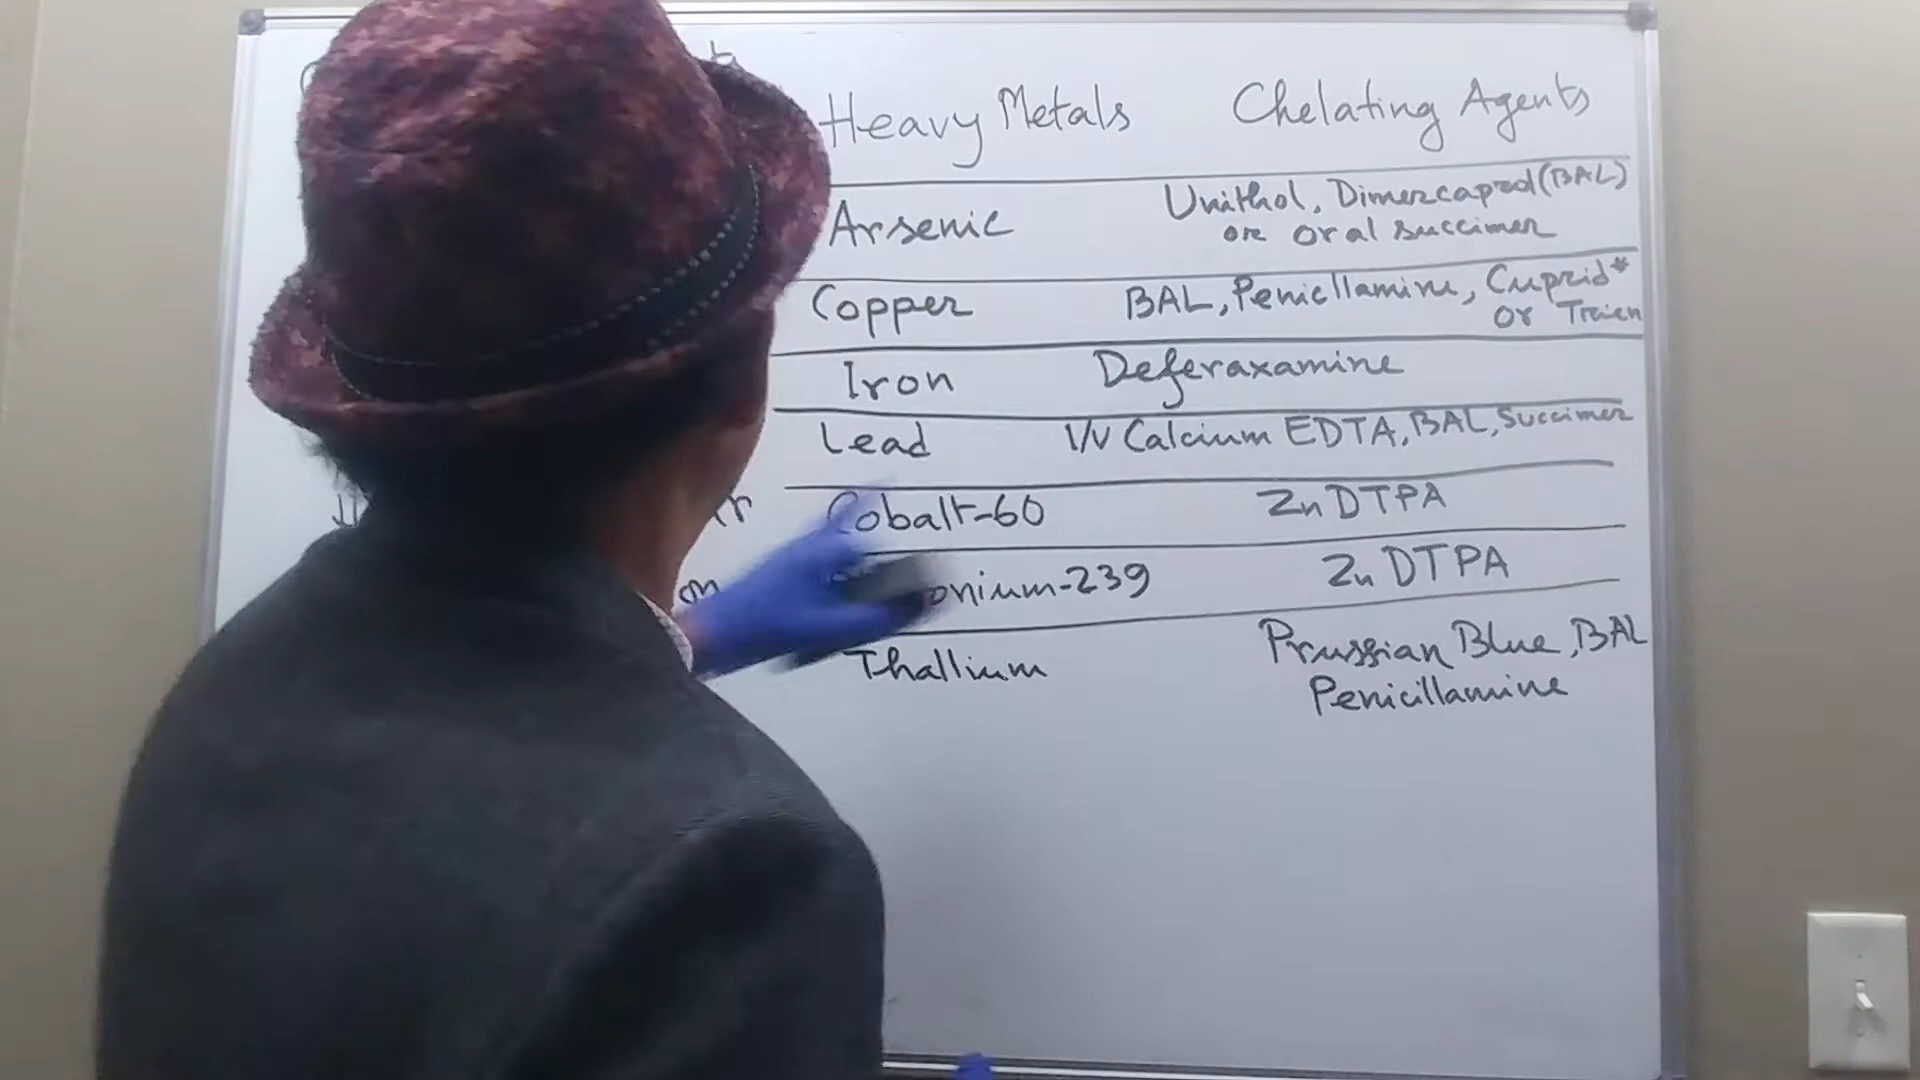 Heavy Metals Chelating Agents
Arsenic Unithol, Dimercaprol (BAL)
or oral succimer
Copper BAL, Penicllamine, Cuprid*
or Trien
Iron Deferaxamine
Lead I/V Calcium EDTA, BAL, Succimer
Cobalt-60 Zn DTPA
onium-239 Zn DTPA
Thallium Prussian Blue, BAL
Penicillamine